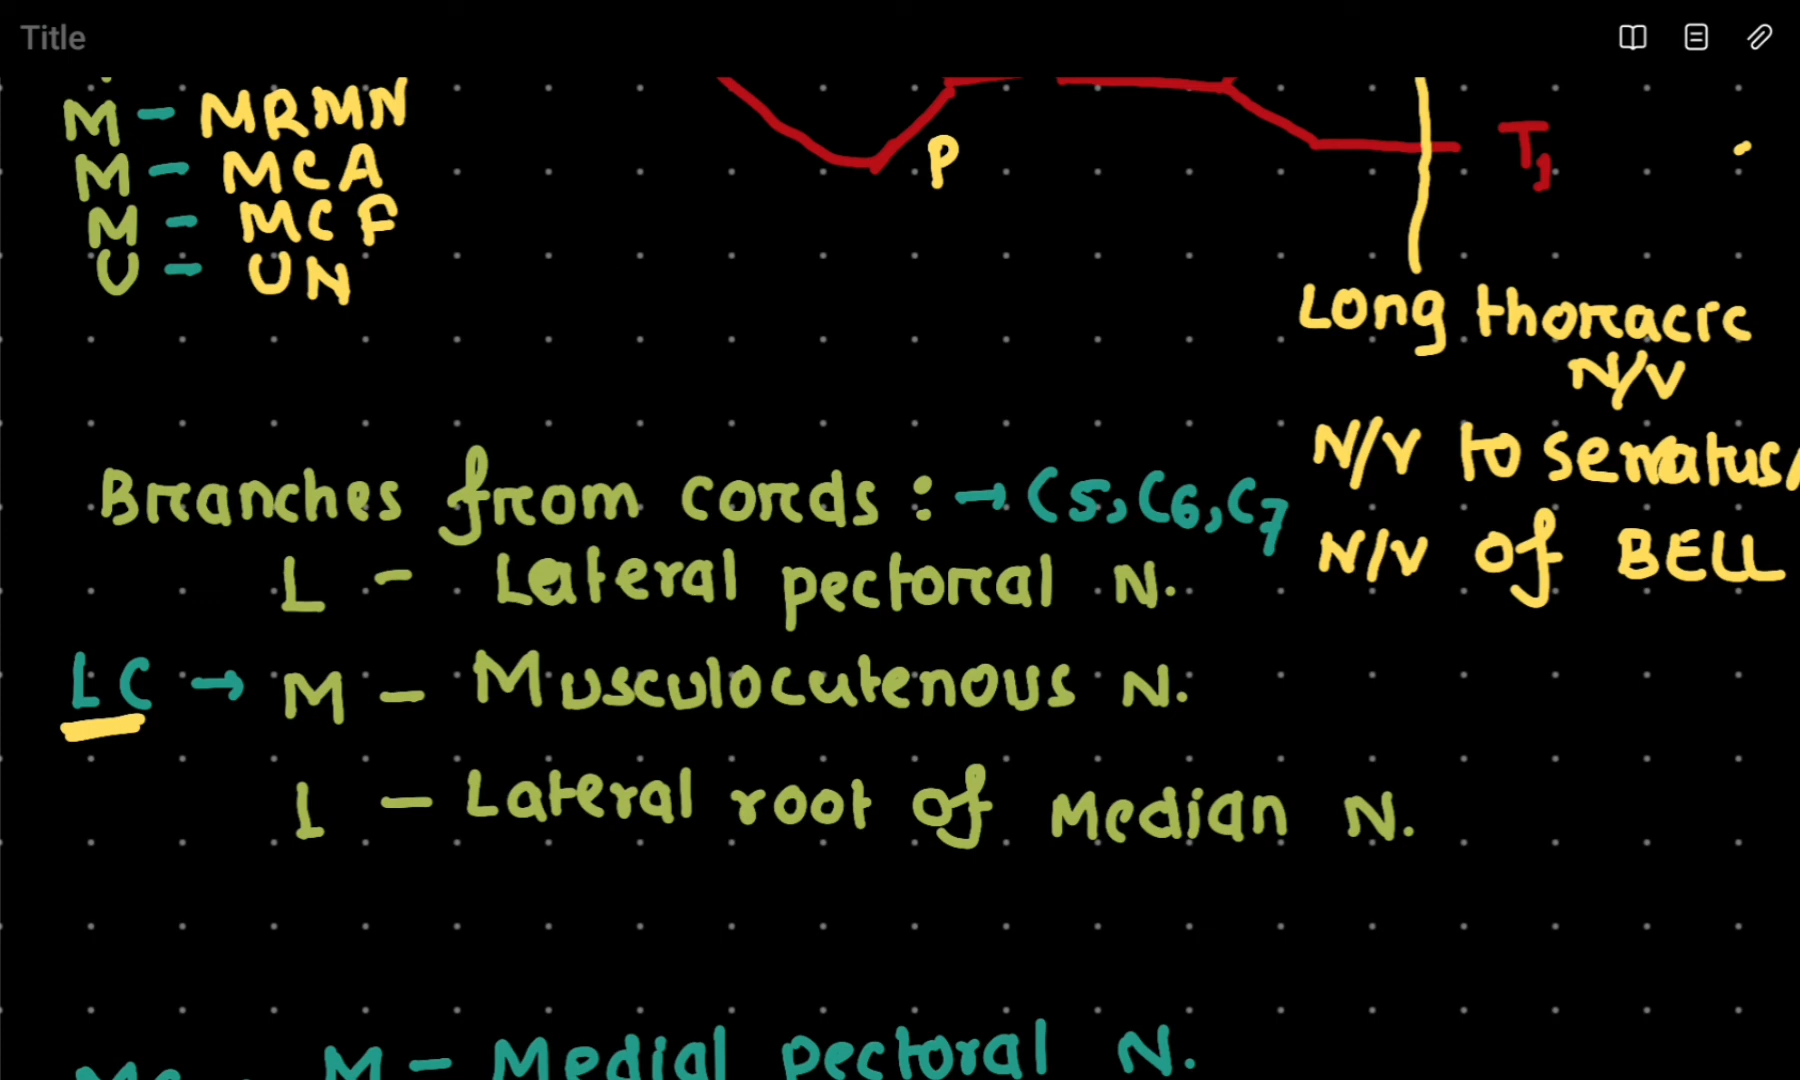 Title
M - MRMN
M - MCA
M - MCF
U - UN
P
T1
Long thoracic
N/V
N/V to serratus
N/V of BELL
Branches from cords : → C5, C6, C7
L - Lateral pectoral N.
LC → M - Musculocutenous N.
L - Lateral root of Median N.
M - Medial pectoral N.